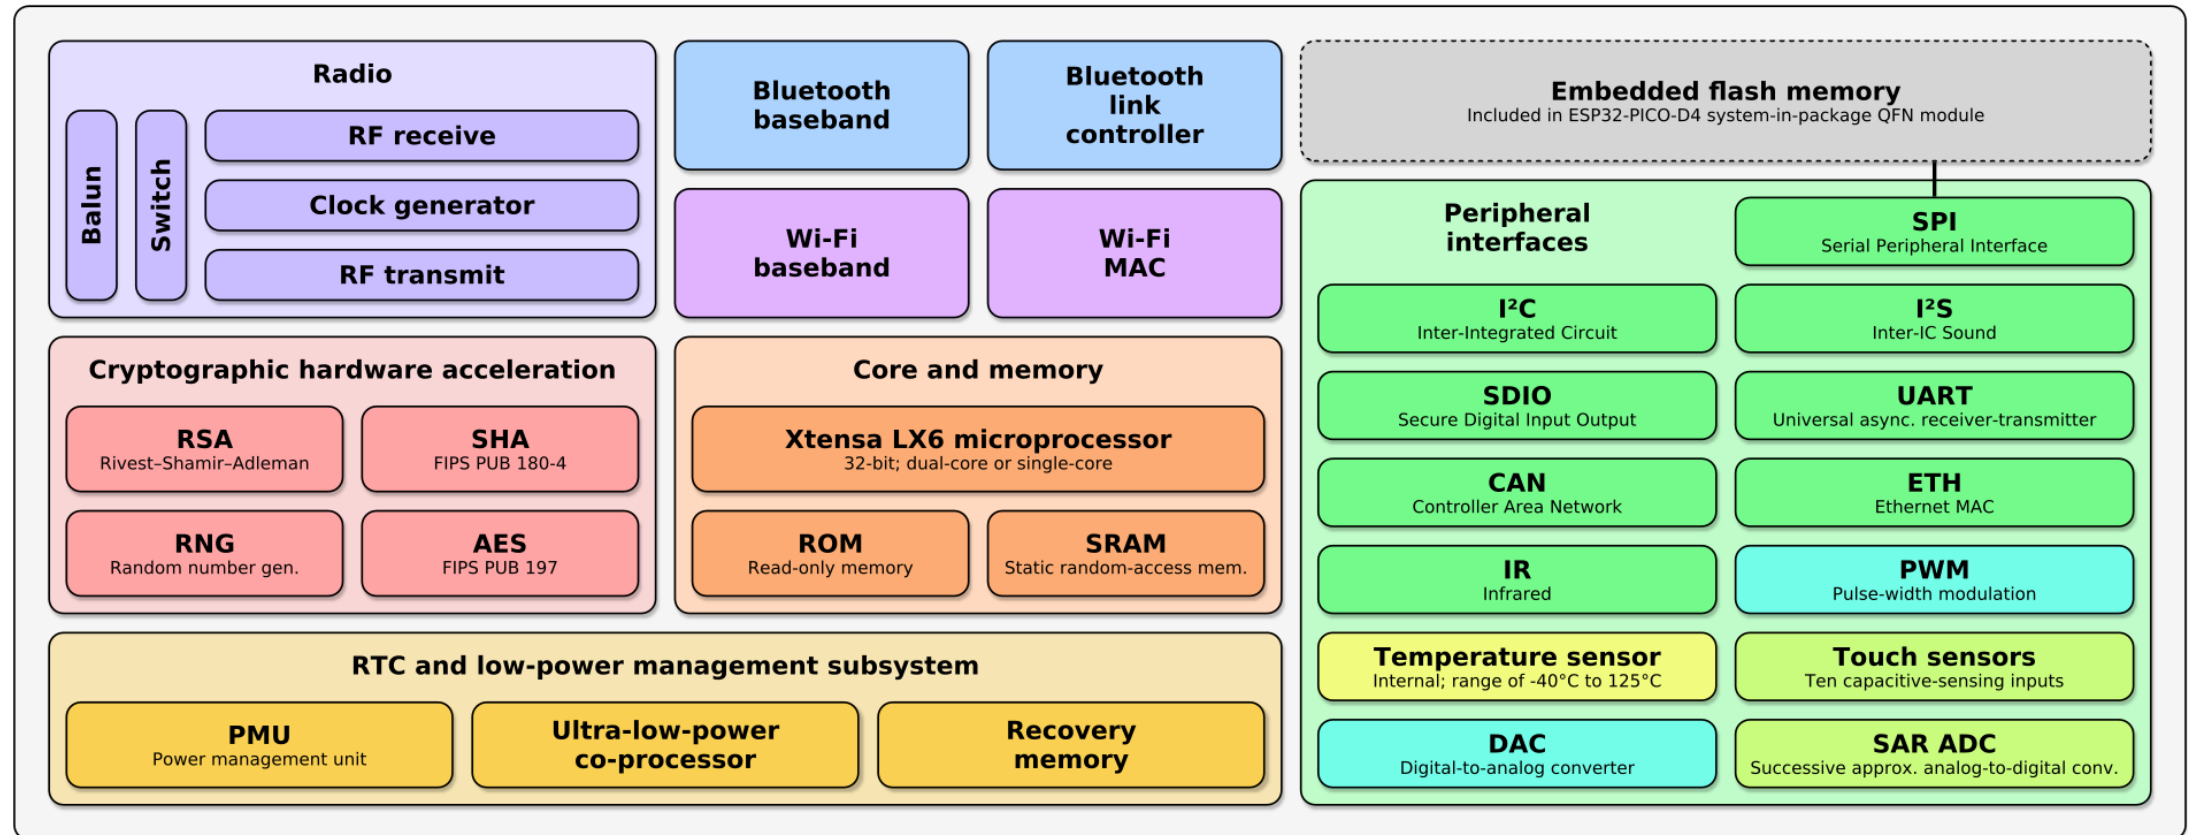 Radio
Balun
Switch
RF receive
Clock generator
RF transmit
Bluetooth
baseband
Bluetooth
link
controller
Wi-Fi
baseband
Wi-Fi
MAC
Embedded flash memory
Included in ESP32-PICO-D4 system-in-package QFN module
Cryptographic hardware acceleration
RSA
Rivest–Shamir–Adleman
SHA
FIPS PUB 180-4
RNG
Random number gen.
AES
FIPS PUB 197
Core and memory
Xtensa LX6 microprocessor
32-bit; dual-core or single-core
ROM
Read-only memory
SRAM
Static random-access mem.
RTC and low-power management subsystem
PMU
Power management unit
Ultra-low-power
co-processor
Recovery
memory
Peripheral
interfaces
SPI
Serial Peripheral Interface
I²C
Inter-Integrated Circuit
I²S
Inter-IC Sound
SDIO
Secure Digital Input Output
UART
Universal async. receiver-transmitter
CAN
Controller Area Network
ETH
Ethernet MAC
IR
Infrared
PWM
Pulse-width modulation
Temperature sensor
Internal; range of -40°C to 125°C
Touch sensors
Ten capacitive-sensing inputs
DAC
Digital-to-analog converter
SAR ADC
Successive approx. analog-to-digital conv.